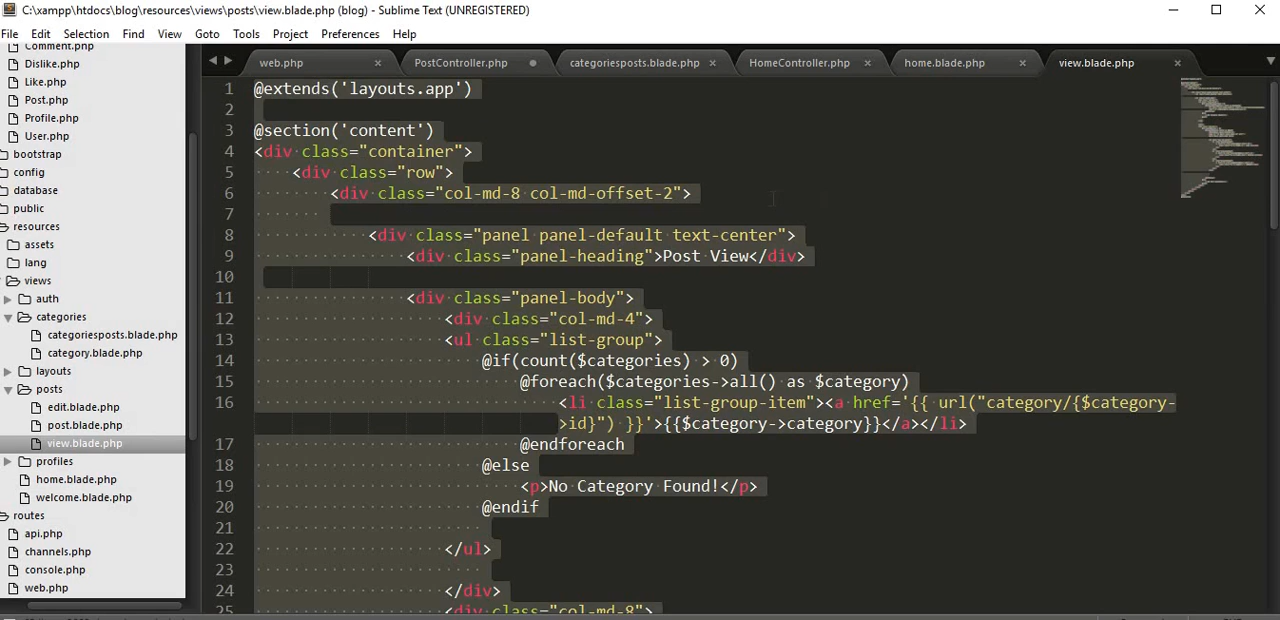 C:\xampp\htdocs\blog\resources\views\posts\view.blade.php (blog) - Sublime Text (UNREGISTERED)
File Edit Selection Find View Goto Tools Project Preferences Help
Comment.php
Dislike.php
Like.php
Post.php
Profile.php
User.php
bootstrap
config
database
public
resources
assets
lang
views
auth
categories
categoriesposts.blade.php
category.blade.php
layouts
posts
edit.blade.php
post.blade.php
view.blade.php
profiles
home.blade.php
welcome.blade.php
routes
api.php
channels.php
console.php
web.php
web.php PostController.php categoriesposts.blade.php HomeController.php home.blade.php view.blade.php
1 @extends('layouts.app')
2
3 @section('content')
4 <div class="container">
5 <div class="row">
6 <div class="col-md-8 col-md-offset-2">
7
8 <div class="panel panel-default text-center">
9 <div class="panel-heading">Post View</div>
10
11 <div class="panel-body">
12 <div class="col-md-4">
13 <ul class="list-group">
14 @if(count($categories) > 0)
15 @foreach($categories->all() as $category)
16 <li class="list-group-item"><a href='{{ url("category/{$category-
>id}") }}'>{{$category->category}}</a></li>
17 @endforeach
18 @else
19 <p>No Category Found!</p>
20 @endif
21
22 </ul>
23
24 </div>
25 <div class="col-md-8">